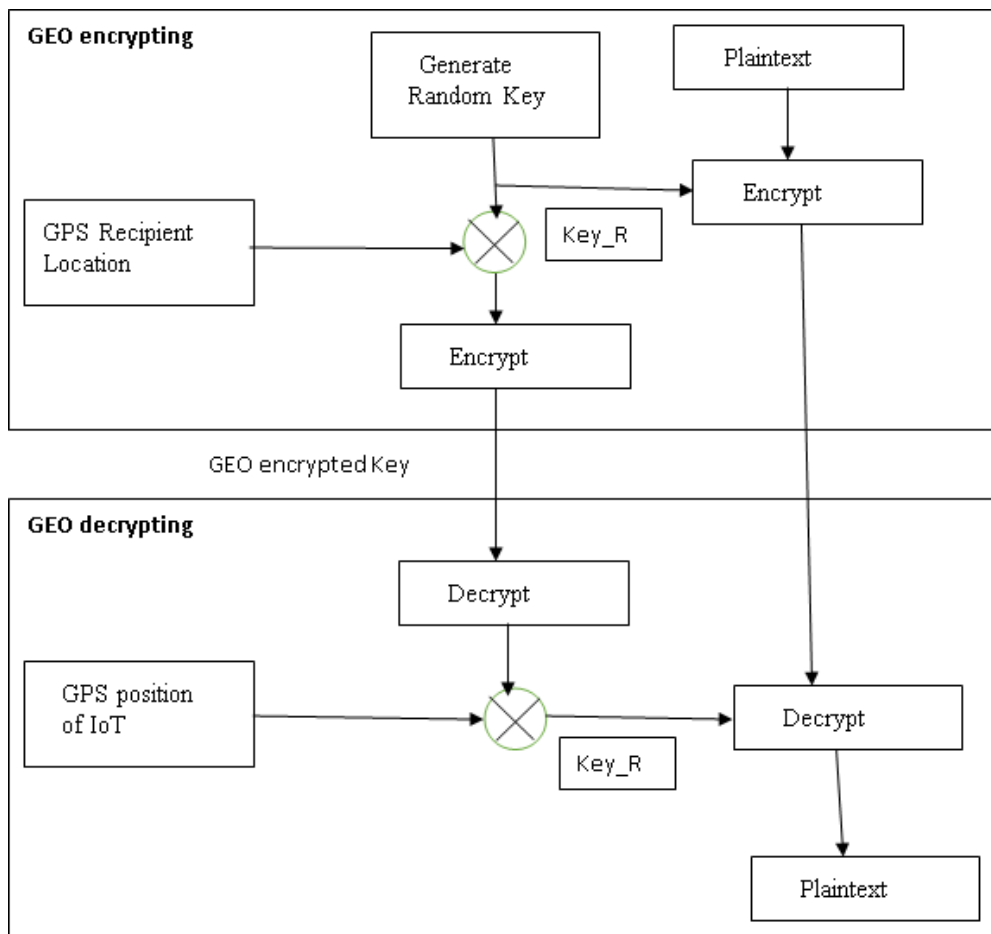 GEO encrypting
Generate
Random Key
Plaintext
Encrypt
GPS Recipient
Location
Key_R
Encrypt
GEO encrypted Key
GEO decrypting
Decrypt
GPS position
of IoT
Decrypt
Key_R
Plaintext